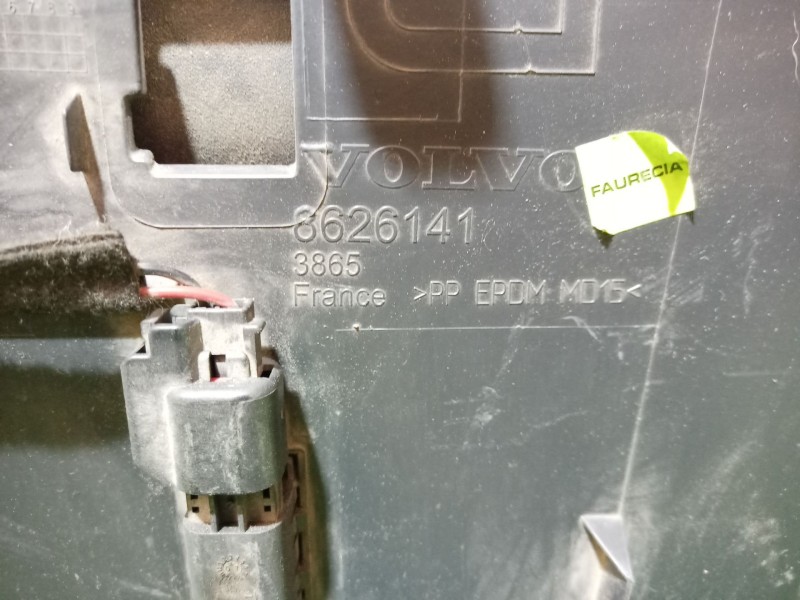 VOLVO
FAURECIA
8626141
3865
France >PP EPDM MD15<